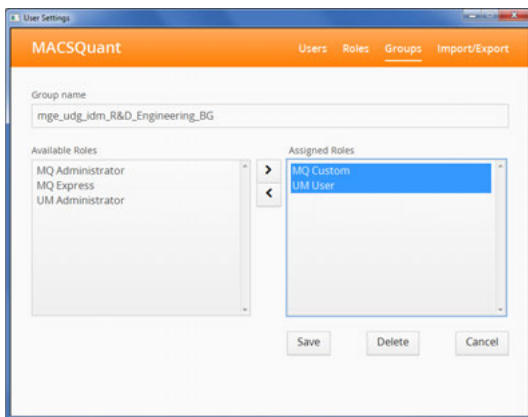 User Settings
MACSQuant
Users Roles Groups Import/Export
Group name
mge_udg_idm_R&D_Engineering_BG
Available Roles
MQ Administrator
MQ Express
UM Administrator
Assigned Roles
MQ Custom
UM User
Save Delete Cancel